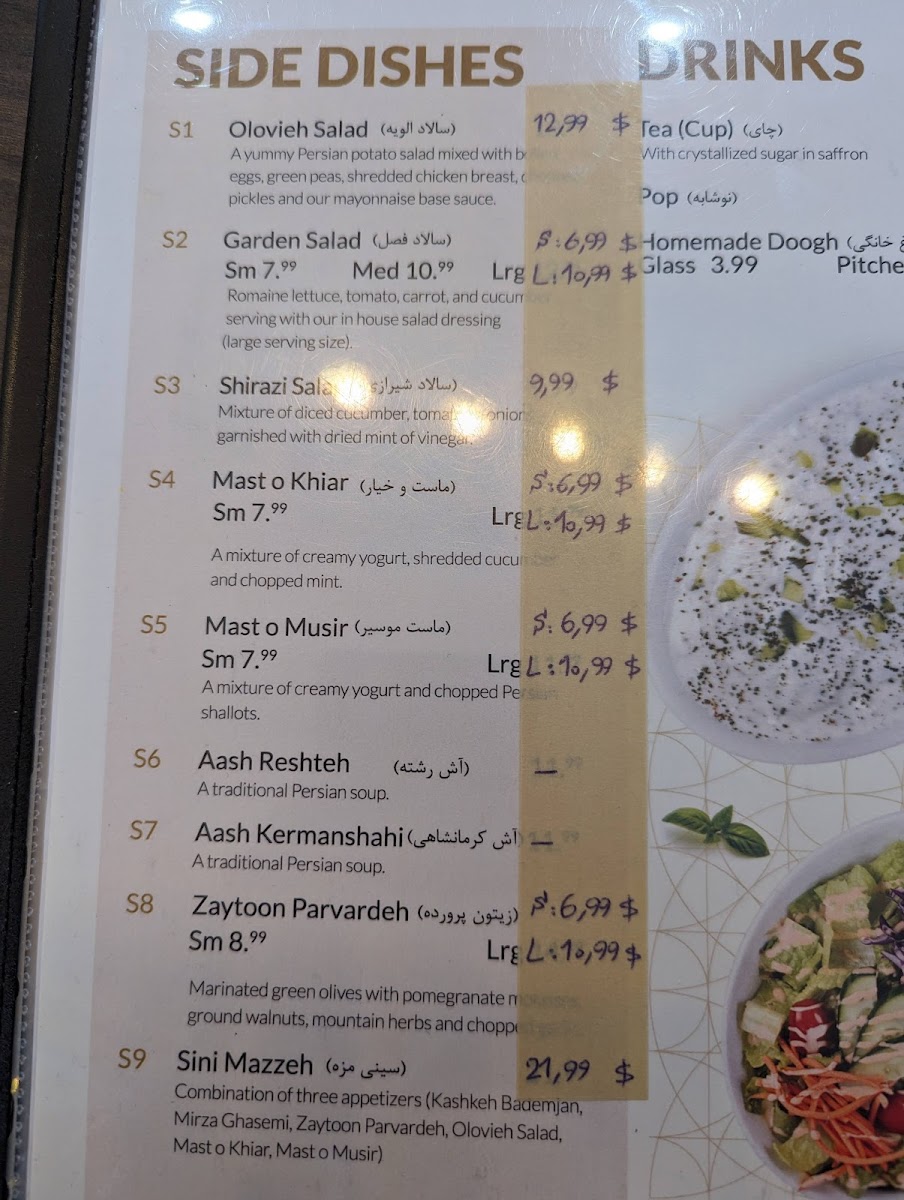 SIDE DISHES
S1 Olovieh Salad (سالاد الویه) 12,99 $
A yummy Persian potato salad mixed with
eggs, green peas, shredded chicken breast,
pickles and our mayonnaise base sauce.
S2 Garden Salad (سالاد فصل) S:6,99 $
Sm 7.99 Med 10.99 Lrg L:10,99 $
Romaine lettuce, tomato, carrot, and cucumber
serving with our in house salad dressing
(large serving size).
S3 Shirazi (سالاد شیرازی) 9,99 $
Mixture of diced cucumber,
garnished with dried mint of vinegar.
S4 Mast o Khiar (ماست و خیار) S:6,99 $
Sm 7.99 Lrg L:10,99 $
A mixture of creamy yogurt, shredded cucumber
and chopped mint.
S5 Mast o Musir (ماست موسیر) S:6,99 $
Sm 7.99 Lrg L:10,99 $
A mixture of creamy yogurt and chopped Persian
shallots.
S6 Aash Reshteh (آش رشته) 11.99 —
A traditional Persian soup.
S7 Aash Kermanshahi (آش کرمانشاهی) 11.99 —
A traditional Persian soup.
S8 Zaytoon Parvardeh (زیتون پرورده) S:6,99 $
Sm 8.99 Lrg L:10,99 $
Marinated green olives with pomegranate
ground walnuts, mountain herbs and
S9 Sini Mazzeh (سینی مزه) 21,99 $
Combination of three appetizers (Kashkeh Bademjan,
Mirza Ghasemi, Zaytoon Parvardeh, Olovieh Salad,
Mast o Khiar, Mast o Musir)
DRINKS
Tea (Cup) (چای)
With crystallized sugar in saffron
Pop (نوشابه)
Homemade Doogh خانگی
Glass 3.99 Pitche